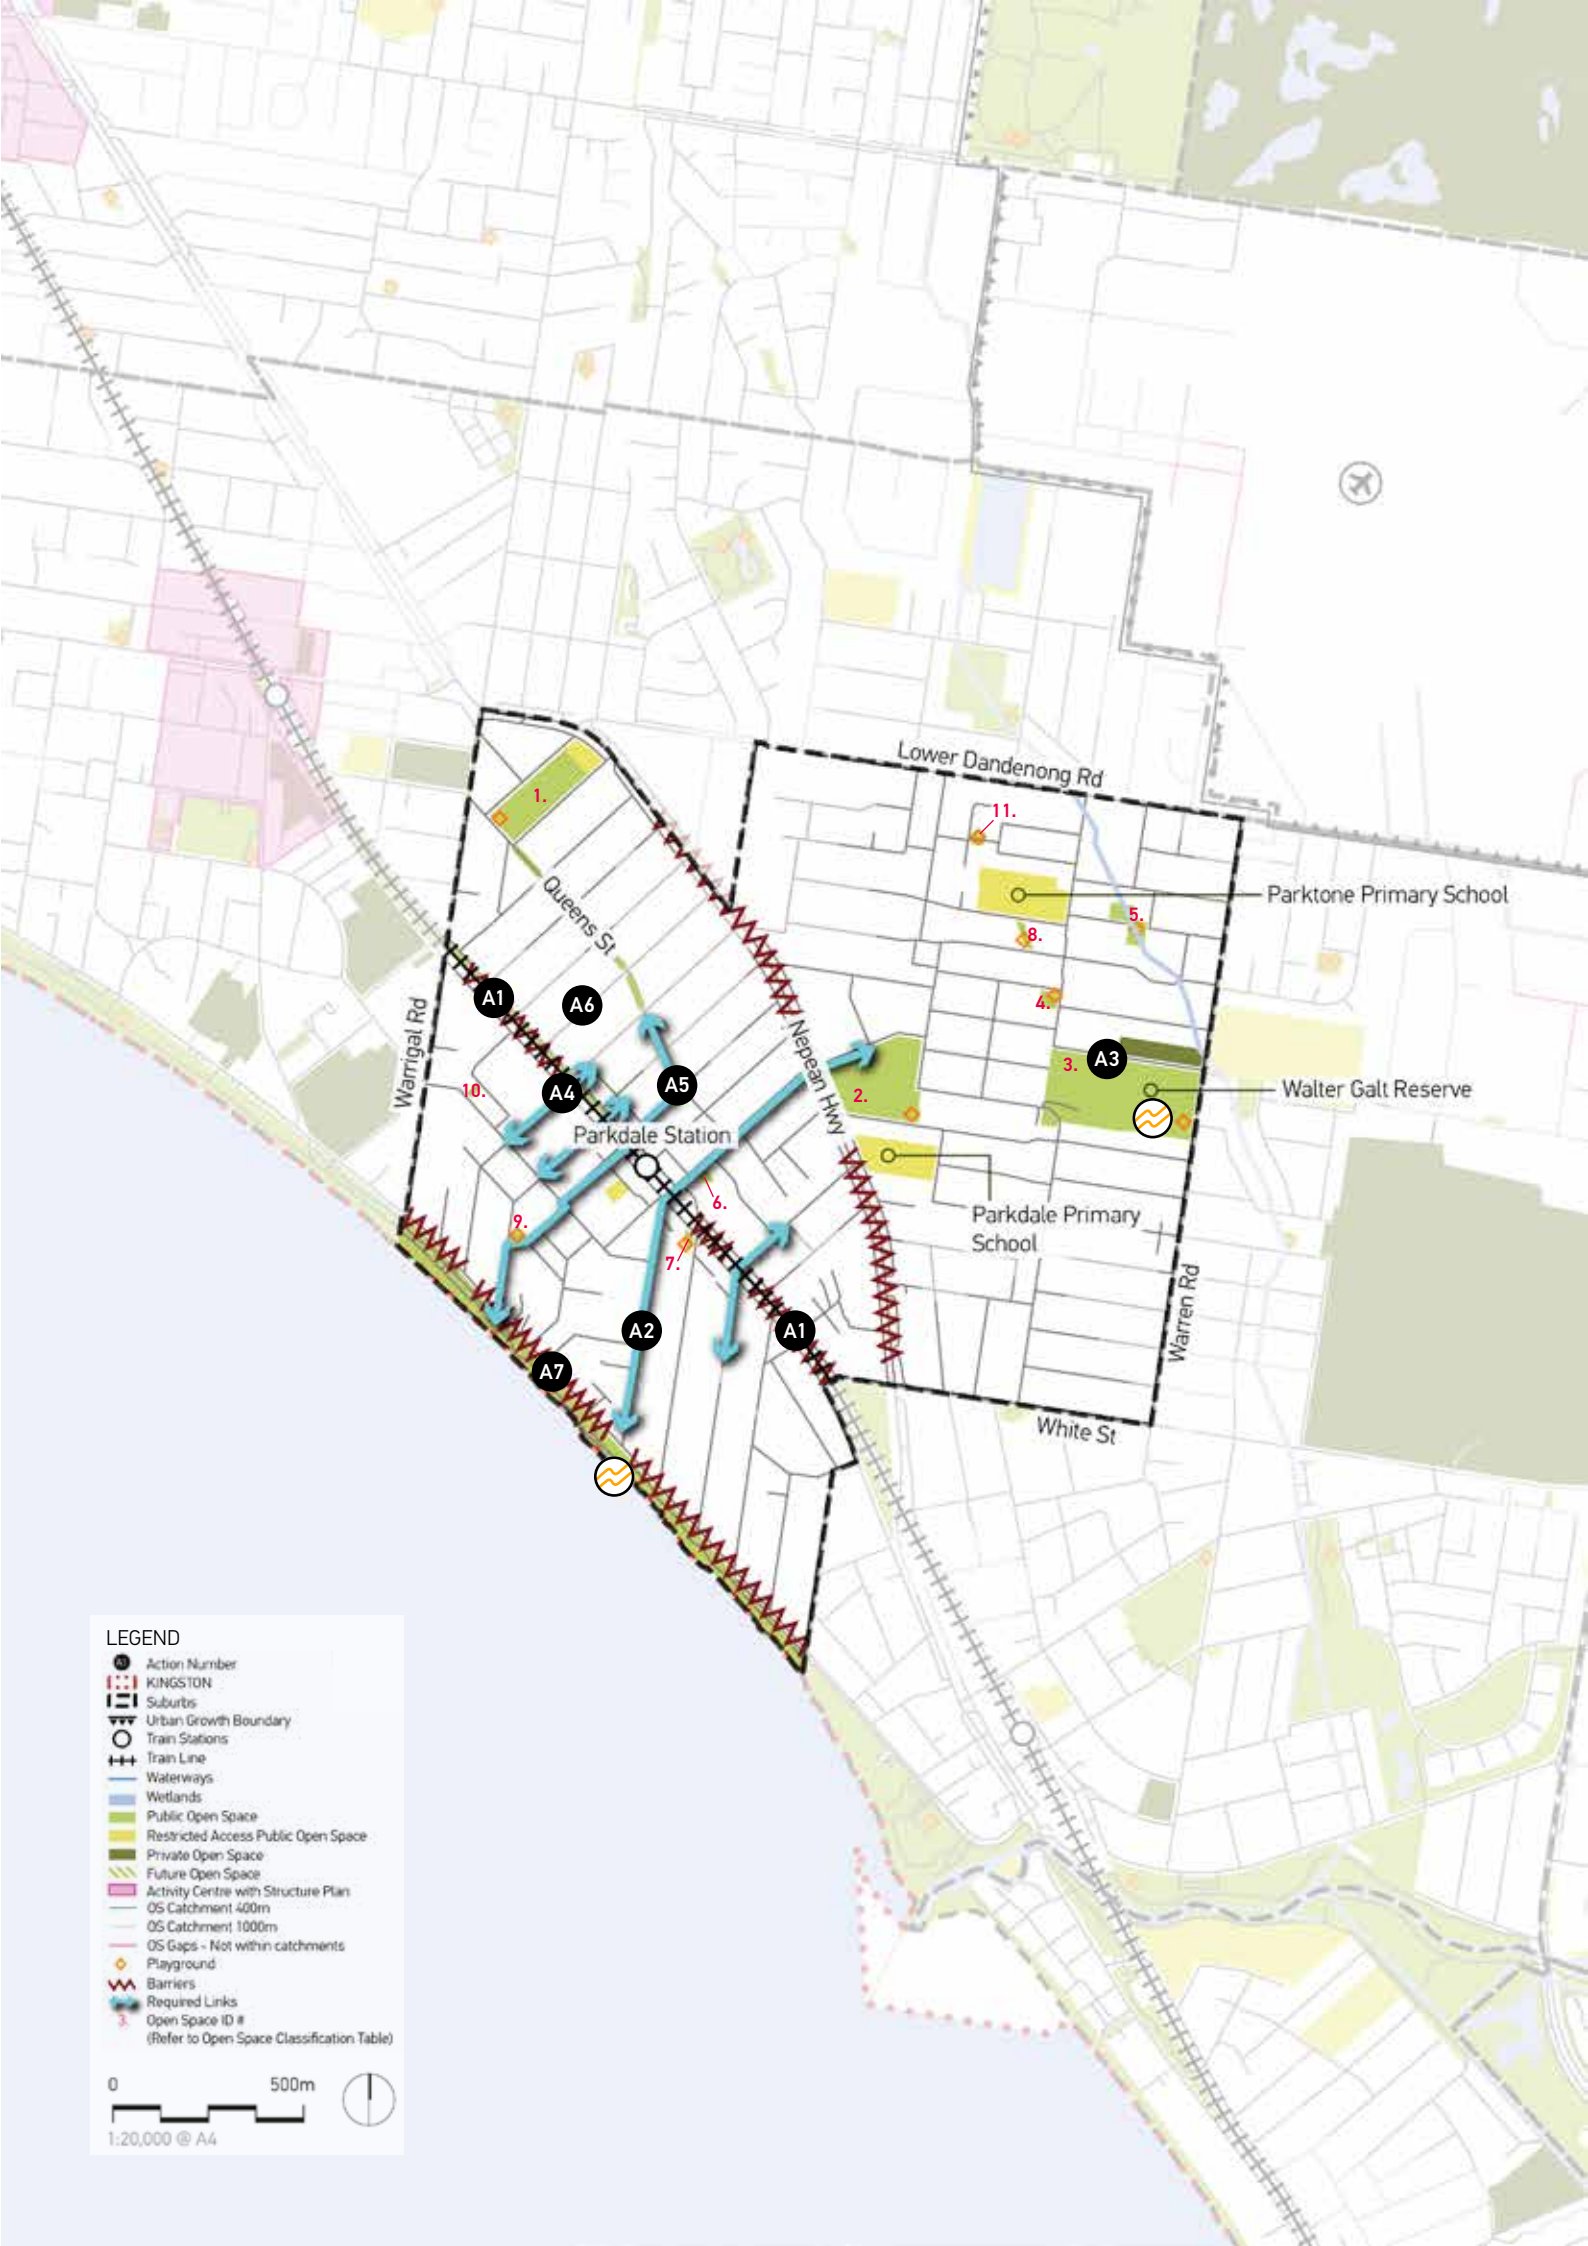 Lower Dandenong Rd
1.
11.
Queens St
Parktone Primary School
5.
8.
A1
A6
4.
Warrigal Rd
Nepean Hwy
3.
A3
10.
A4
A5
2.
Walter Galt Reserve
Parkdale Station
6.
9.
7.
Parkdale Primary
School
A2
A1
Warren Rd
A7
White St
LEGEND
Action Number
KINGSTON
Suburbs
Urban Growth Boundary
Train Stations
Train Line
Waterways
Wetlands
Public Open Space
Restricted Access Public Open Space
Private Open Space
Future Open Space
Activity Centre with Structure Plan
OS Catchment 400m
OS Catchment 1000m
OS Gaps - Not within catchments
Playground
Barriers
Required Links
3. Open Space ID #
(Refer to Open Space Classification Table)
0 500m
1:20,000 @ A4